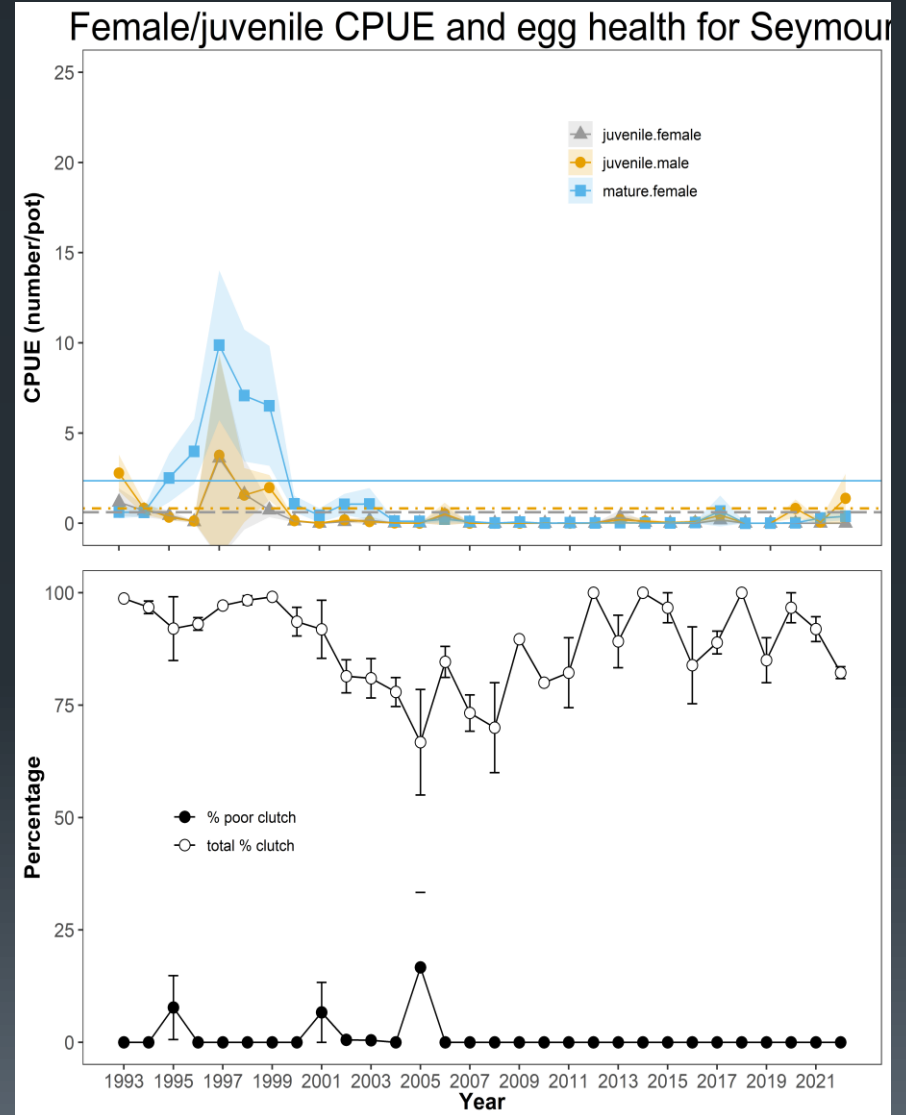 Female/juvenile CPUE and egg health for Seymour
25
20
15
10
5
0
CPUE (number/pot)
juvenile.female
juvenile.male
mature.female
100
75
50
25
0
Percentage
% poor clutch
total % clutch
1993 1995 1997 1999 2001 2003 2005 2007 2009 2011 2013 2015 2017 2019 2021
Year